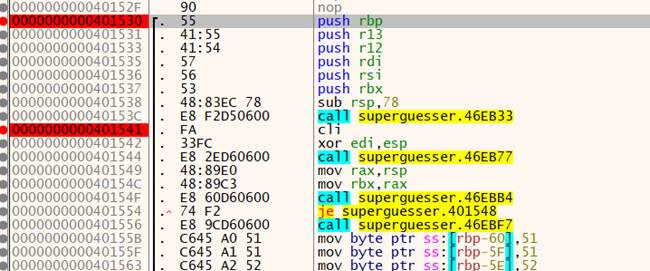 000000000040152F 90 nop
0000000000401530 . 55 push rbp
0000000000401531 . 41:55 push r13
0000000000401533 . 41:54 push r12
0000000000401535 . 57 push rdi
0000000000401536 . 56 push rsi
0000000000401537 . 53 push rbx
0000000000401538 . 48:83EC 78 sub rsp,78
000000000040153C . E8 F2D50600 call superguesser.46EB33
0000000000401541 . FA cli
0000000000401542 . 33FC xor edi,esp
0000000000401544 . E8 2ED60600 call superguesser.46EB77
0000000000401549 . 48:89E0 mov rax,rsp
000000000040154C . 48:89C3 mov rbx,rax
000000000040154F . E8 60D60600 call superguesser.46EBB4
0000000000401554 .^ 74 F2 je superguesser.401548
0000000000401556 . E8 9CD60600 call superguesser.46EBF7
000000000040155B . C645 A0 51 mov byte ptr ss:[rbp-60],51
000000000040155F . C645 A1 51 mov byte ptr ss:[rbp-5F],51
0000000000401563 . C645 A2 52 mov byte ptr ss:[rbp-5E],52